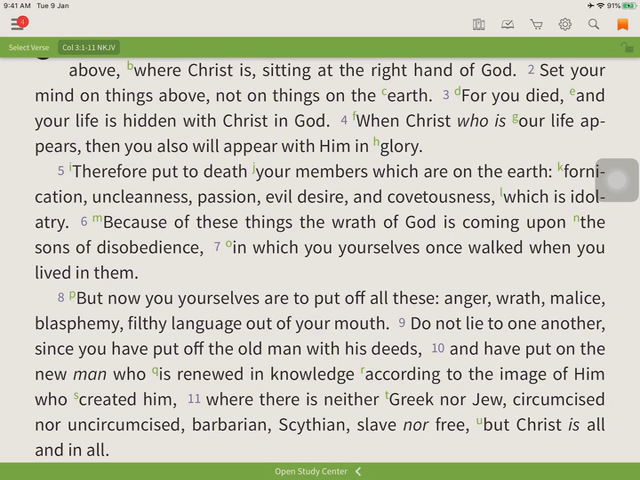 9:41 AM Tue 9 Jan 91%
4
Select Verse Col 3:1-11 NKJV
above, bwhere Christ is, sitting at the right hand of God. 2 Set your
mind on things above, not on things on the cearth. 3 dFor you died, eand
your life is hidden with Christ in God. 4 fWhen Christ who is gour life ap-
pears, then you also will appear with Him in hglory.
5 iTherefore put to death jyour members which are on the earth: kforni-
cation, uncleanness, passion, evil desire, and covetousness, lwhich is idol-
atry. 6 mBecause of these things the wrath of God is coming upon nthe
sons of disobedience, 7 oin which you yourselves once walked when you
lived in them.
8 pBut now you yourselves are to put off all these: anger, wrath, malice,
blasphemy, filthy language out of your mouth. 9 Do not lie to one another,
since you have put off the old man with his deeds, 10 and have put on the
new man who qis renewed in knowledge raccording to the image of Him
who screated him, 11 where there is neither tGreek nor Jew, circumcised
nor uncircumcised, barbarian, Scythian, slave nor free, ubut Christ is all
and in all.
Open Study Center